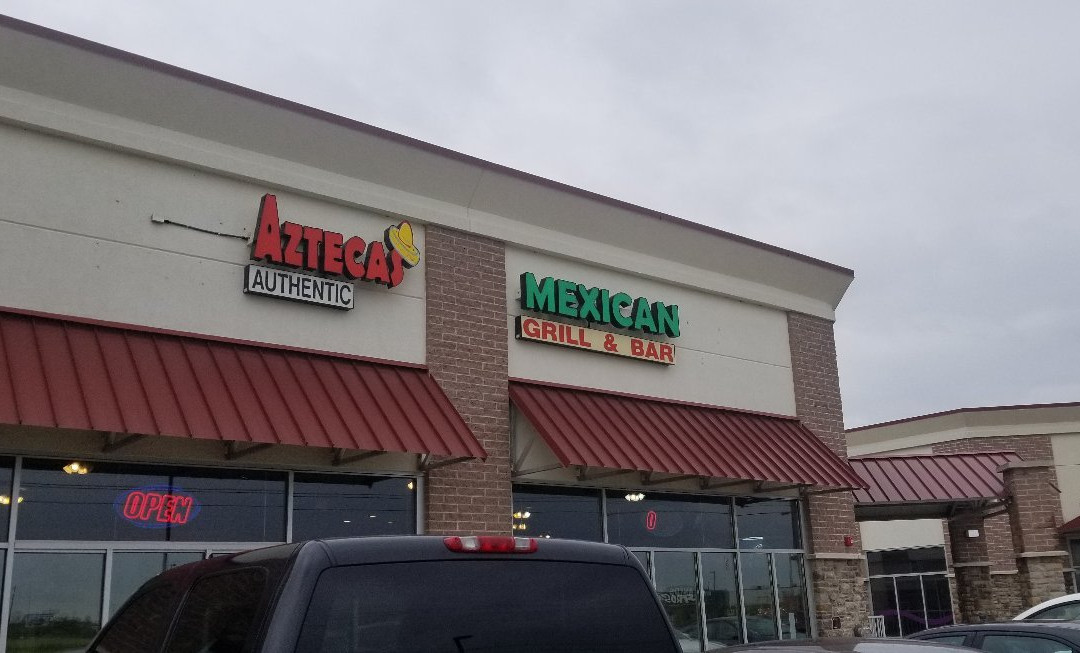 AZTECAS
AUTHENTIC
MEXICAN
GRILL & BAR
OPEN
O